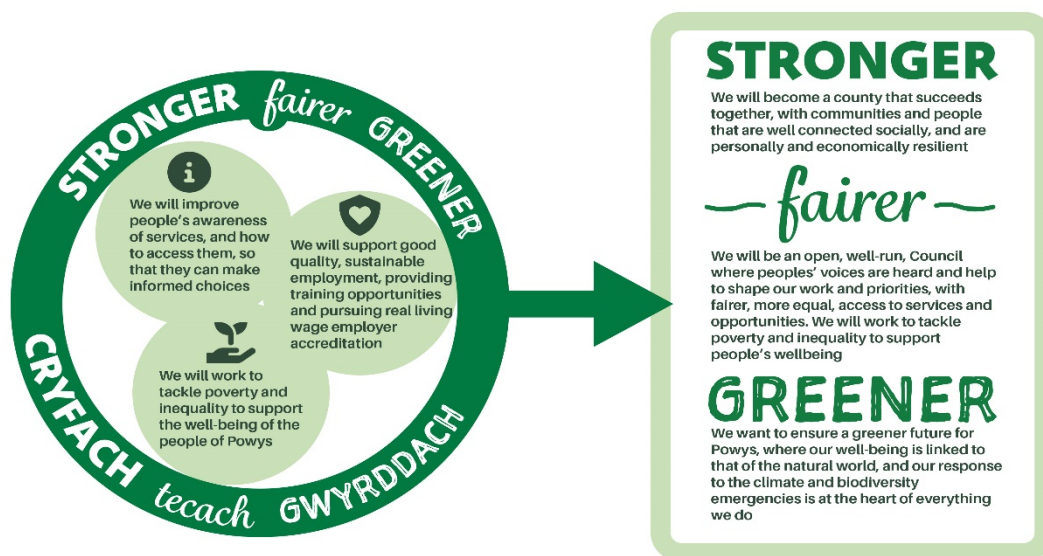 STRONGER fairer GREENER
We will improve
people's awareness
of services, and how
to access them, so
that they can make
informed choices
We will support good
quality, sustainable
employment, providing
training opportunities
and pursuing real living
wage employer
accreditation
We will work to
tackle poverty and
inequality to support
the well-being of the
people of Powys
CRYFACH tecach GWYRDDACH
STRONGER
We will become a county that succeeds
together, with communities and people
that are well connected socially, and are
personally and economically resilient
fairer
We will be an open, well-run, Council
where peoples' voices are heard and help
to shape our work and priorities, with
fairer, more equal, access to services and
opportunities. We will work to tackle
poverty and inequality to support
people's wellbeing
GREENER
We want to ensure a greener future for
Powys, where our well-being is linked to
that of the natural world, and our response
to the climate and biodiversity
emergencies is at the heart of everything
we do